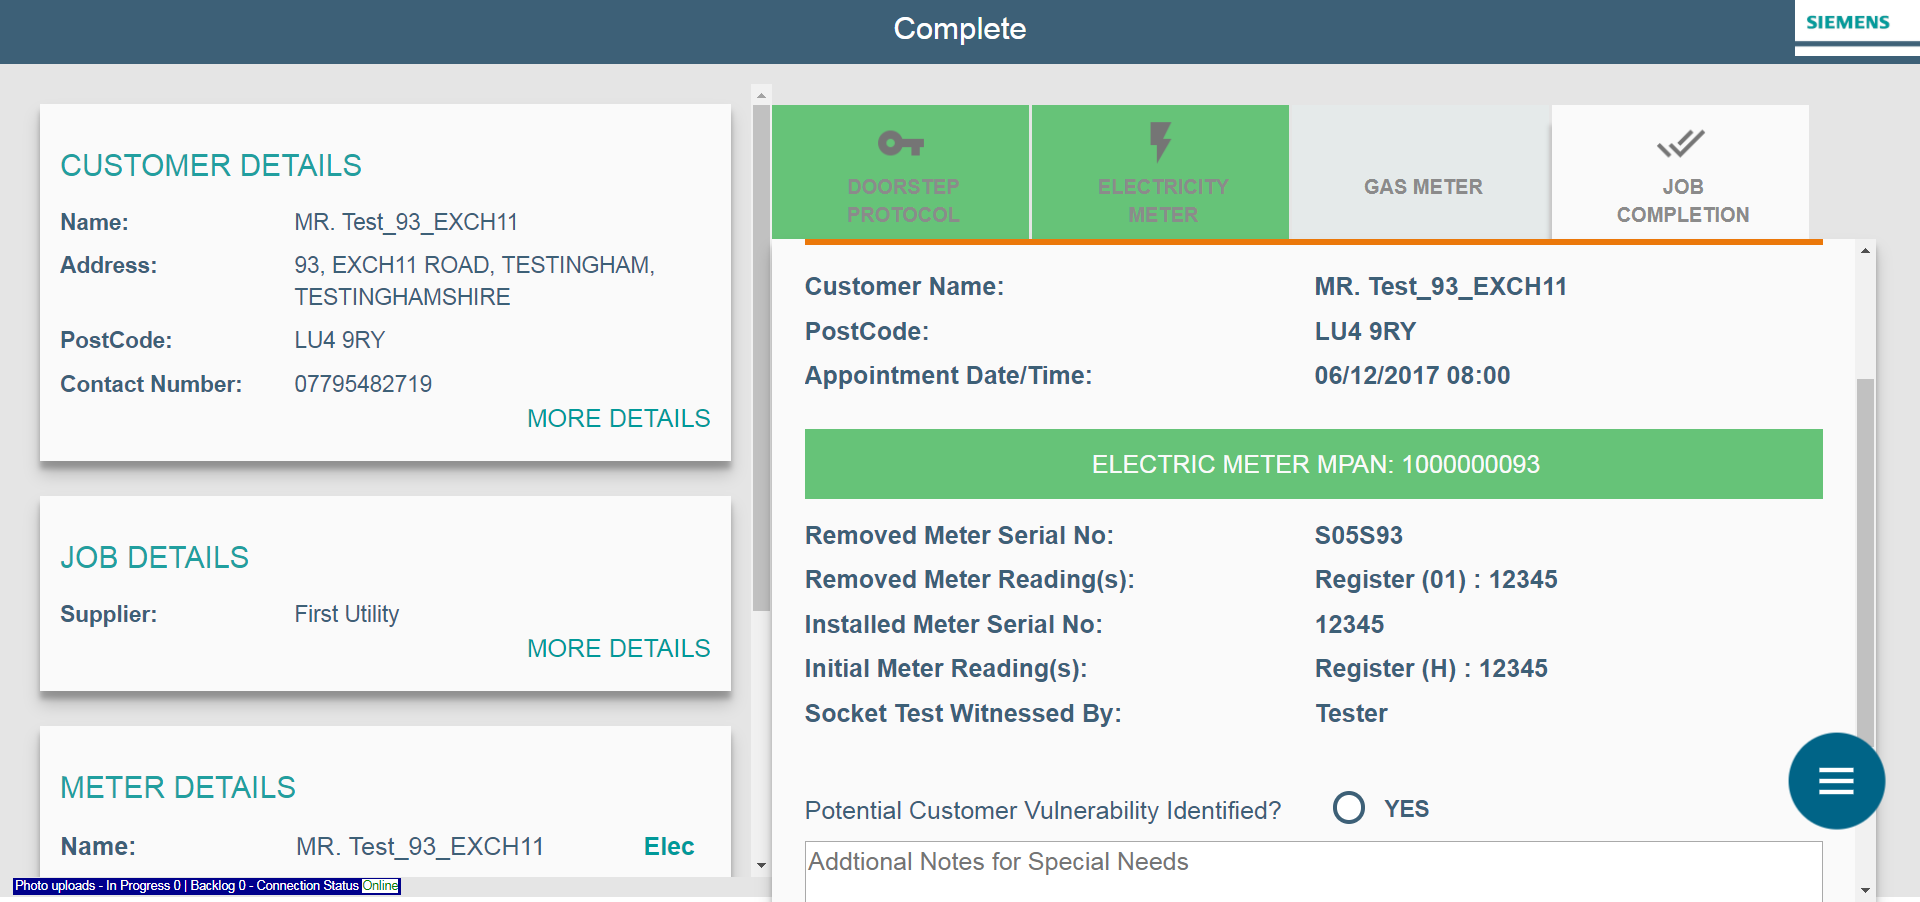 Complete
SIEMENS
CUSTOMER DETAILS
Name: MR. Test_93_EXCH11
Address: 93, EXCH11 ROAD, TESTINGHAM,
TESTINGHAMSHIRE
PostCode: LU4 9RY
Contact Number: 07795482719
MORE DETAILS
JOB DETAILS
Supplier: First Utility
MORE DETAILS
METER DETAILS
Name: MR. Test_93_EXCH11 Elec
Photo uploads - In Progress 0 | Backlog 0 - Connection Status Online
DOORSTEP
PROTOCOL
ELECTRICITY
METER
GAS METER
JOB
COMPLETION
Customer Name: MR. Test_93_EXCH11
PostCode: LU4 9RY
Appointment Date/Time: 06/12/2017 08:00
ELECTRIC METER MPAN: 1000000093
Removed Meter Serial No: S05S93
Removed Meter Reading(s): Register (01) : 12345
Installed Meter Serial No: 12345
Initial Meter Reading(s): Register (H) : 12345
Socket Test Witnessed By: Tester
Potential Customer Vulnerability Identified? YES
Addtional Notes for Special Needs